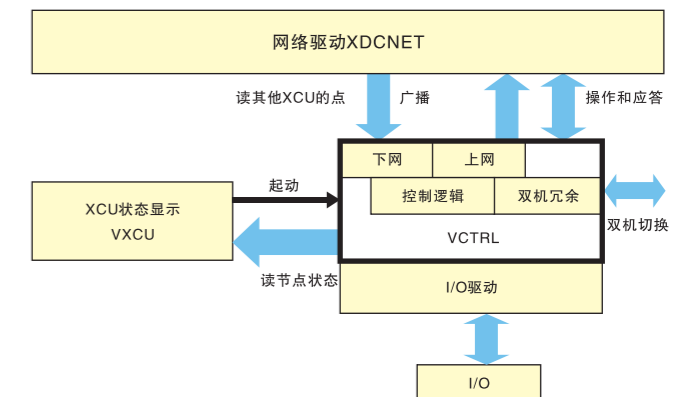 网络驱动XDCNET
读其他XCU的点
广播
操作和应答
下网
上网
起动
控制逻辑
双机冗余
XCU状态显示
VXCU
双机切换
VCTRL
读节点状态
I/O驱动
I/O